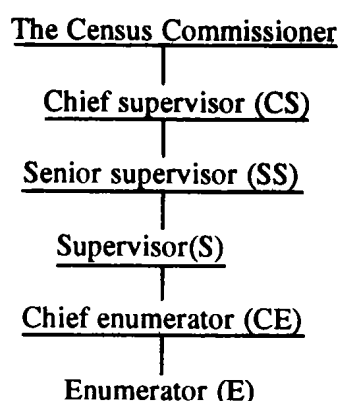 The Census Commissioner
Chief supervisor (CS)
Senior supervisor (SS)
Supervisor(S)
Chief enumerator (CE)
Enumerator (E)